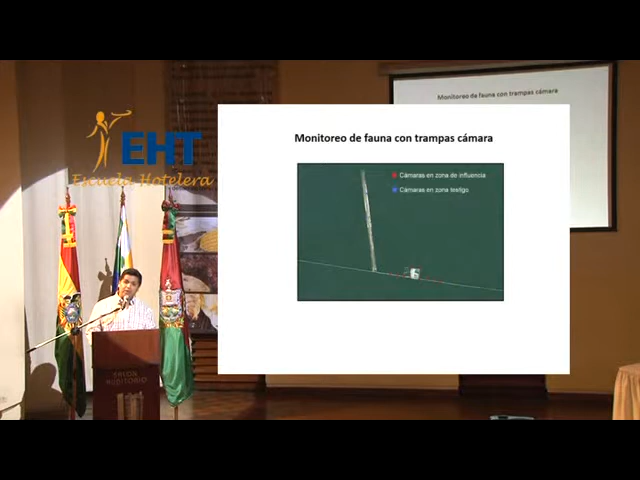 EHT
Escuela Hotelera
Monitoreo de fauna con trampas cámara
Monitoreo de fauna con trampas cámara
Cámaras en zona de influencia
Cámaras en zona testigo
AUDITORIO